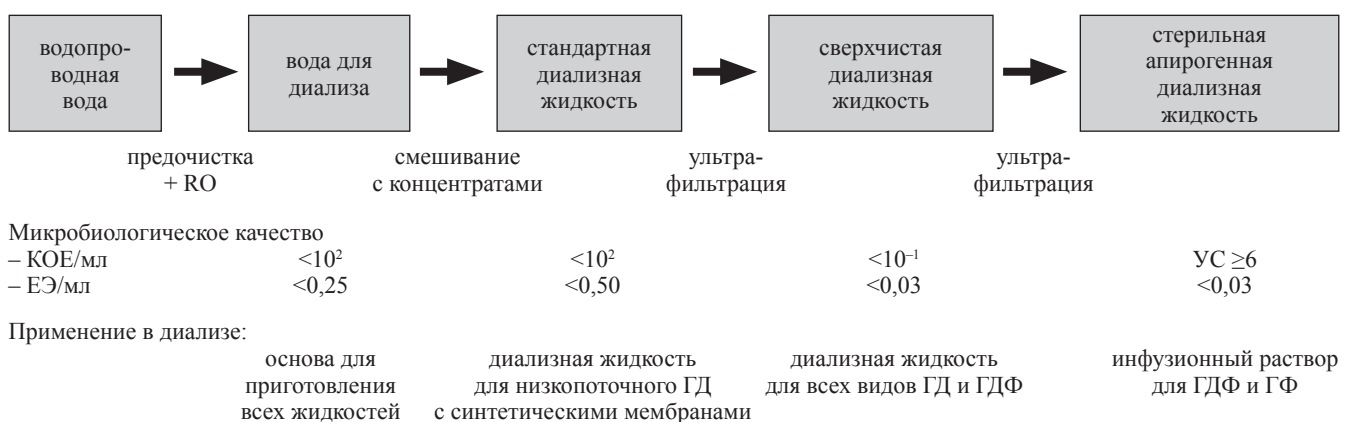 водопро-
водная
вода
вода для
диализа
стандартная
диализная
жидкость
сверхчистая
диализная
жидкость
стерильная
апирогенная
диализная
жидкость
предочистка
+ RO
смешивание
с концентратами
ультра-
фильтрация
ультра-
фильтрация
Микробиологическое качество
– КОЕ/мл <10² <10² <10⁻¹ УС ≥6
– ЕЭ/мл <0,25 <0,50 <0,03 <0,03
Применение в диализе:
основа для
приготовления
всех жидкостей
диализная жидкость
для низкопоточного ГД
с синтетическими мембранами
диализная жидкость
для всех видов ГД и ГДФ
инфузионный раствор
для ГДФ и ГФ